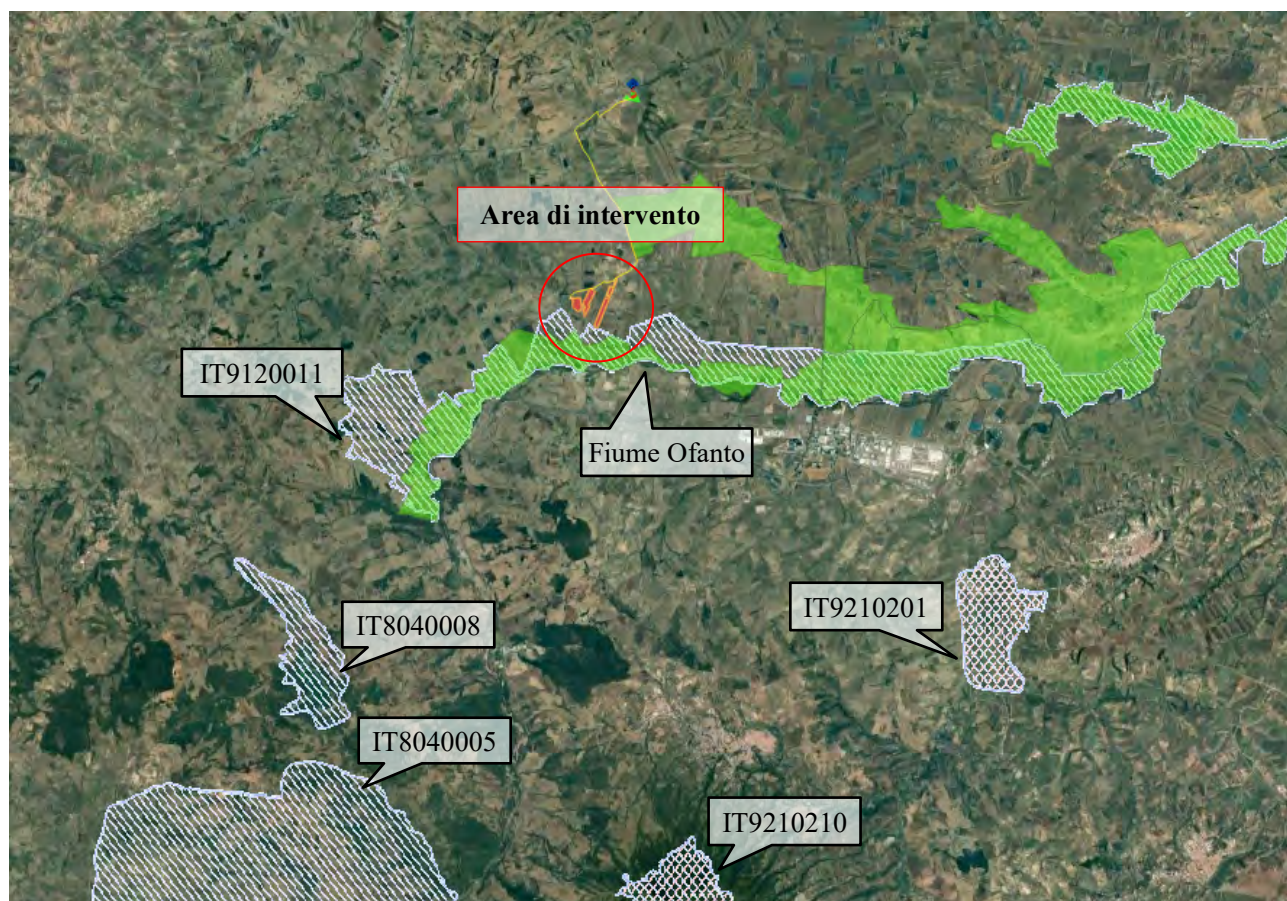 Area di intervento
IT9120011
Fiume Ofanto
IT9210201
IT8040008
IT8040005
IT9210210